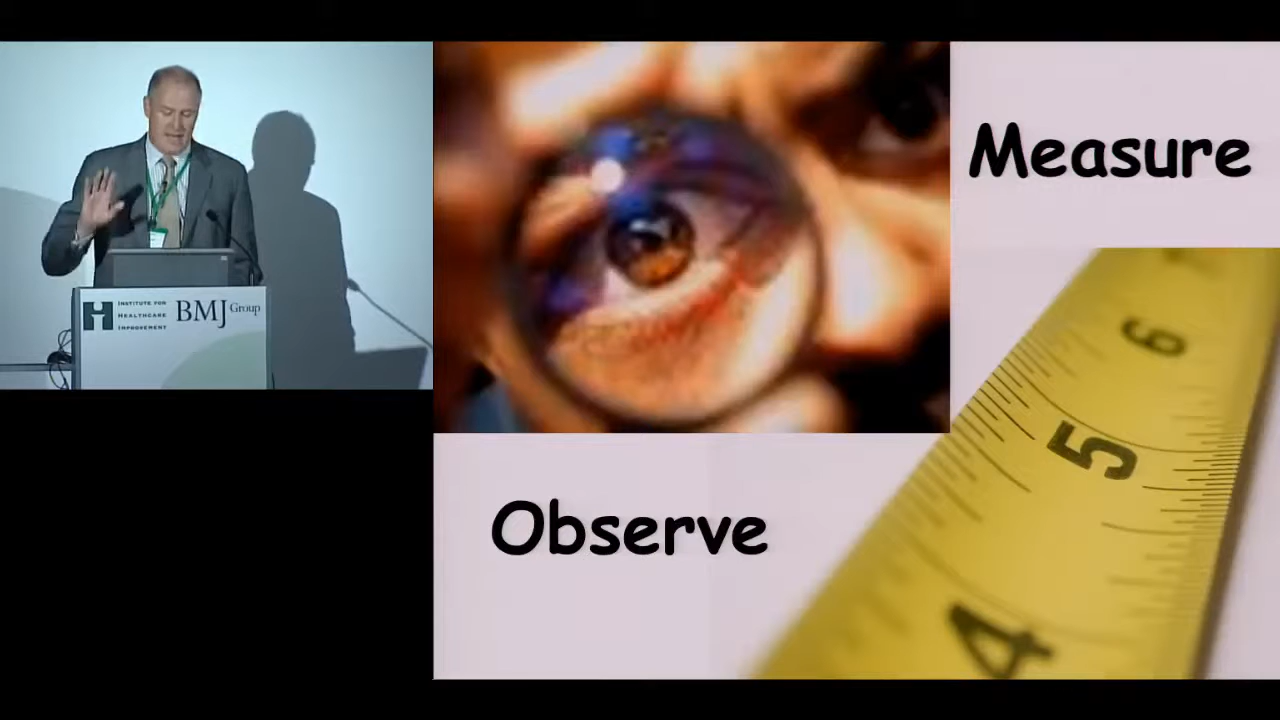 INSTITUTE FOR
HEALTHCARE
IMPROVEMENT
BMJ Group
Measure
6
5
Observe
4